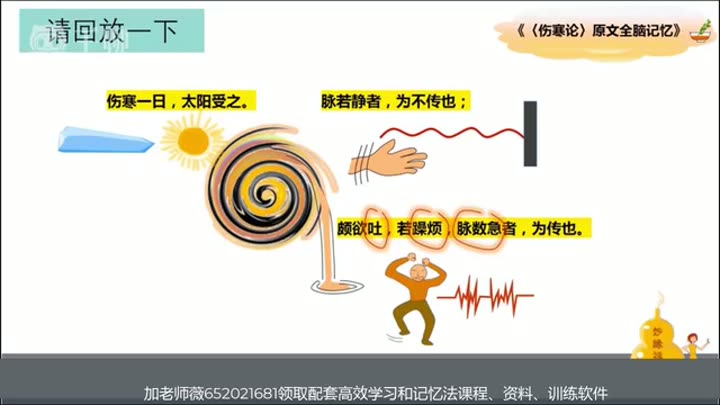 请回放一下
千聊
《〈伤寒论〉原文全脑记忆》
伤寒一日，太阳受之。
脉若静者，为不传也；
颇欲吐，若躁烦，脉数急者，为传也。
加老师薇652021681领取配套高效学习和记忆法课程、资料、训练软件